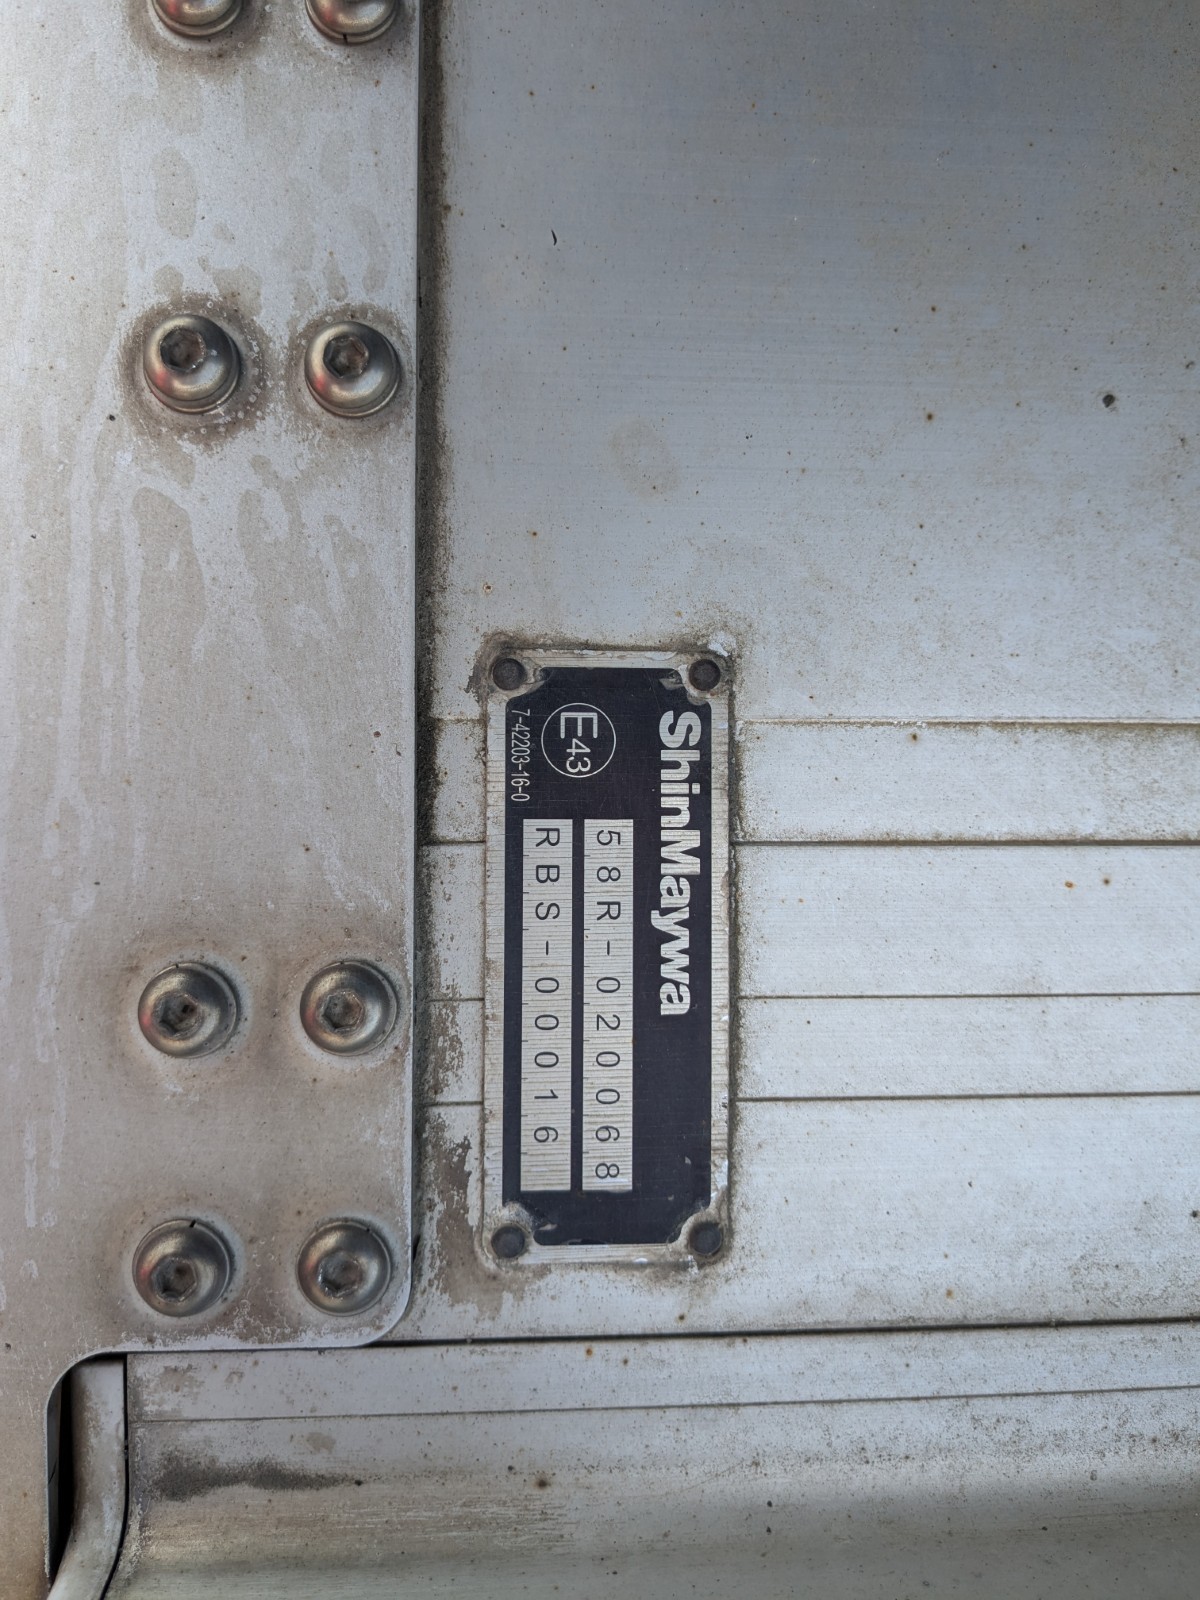 ShinMaywa
E43
58R-020068
RBS-00016
7-42203-16-0